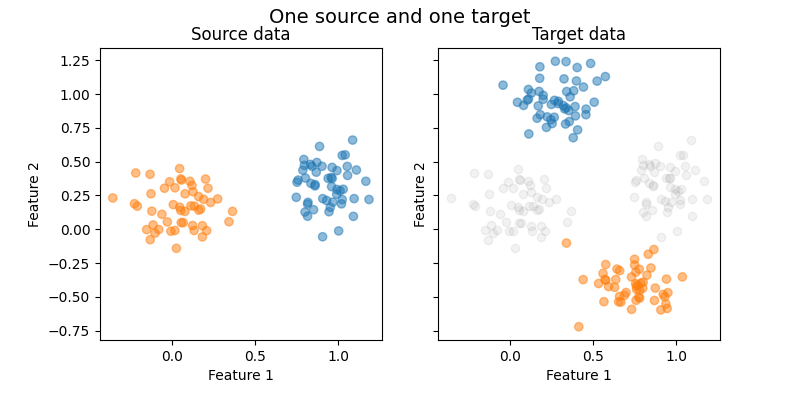 One source and one target
Source data
Target data
1.25
1.00
0.75
0.50
0.25
0.00
−0.25
−0.50
−0.75
Feature 2
Feature 2
0.0
0.5
1.0
0.0
0.5
1.0
Feature 1
Feature 1